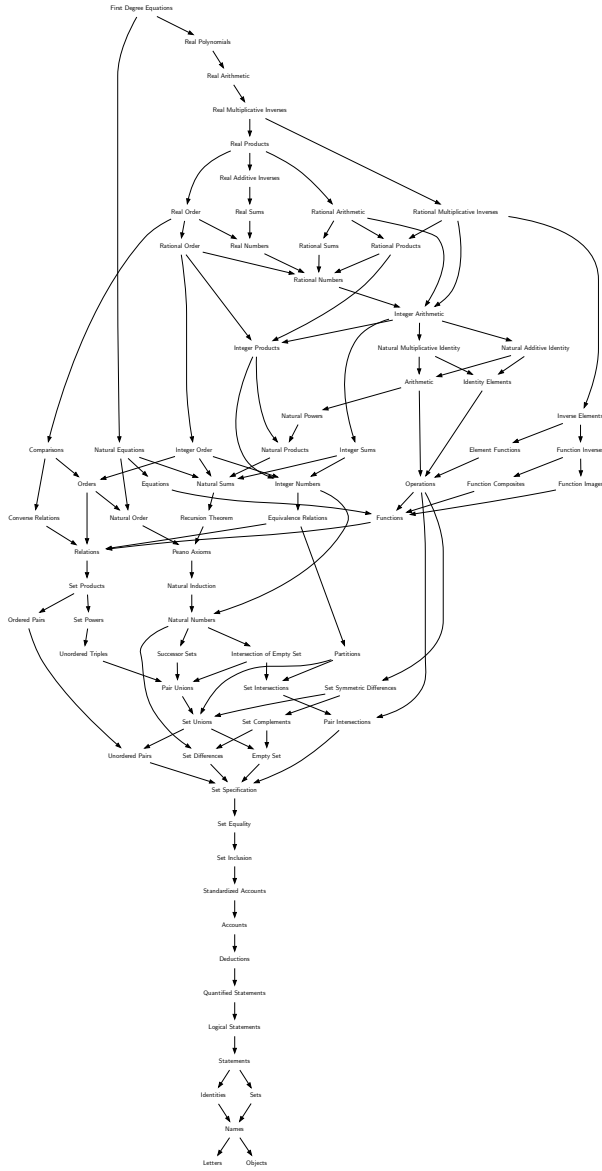 First Degree Equations
Real Polynomials
Real Arithmetic
Real Multiplicative Inverses
Real Products
Real Additive Inverses
Real Order
Real Sums
Rational Arithmetic
Rational Multiplicative Inverses
Rational Order
Real Numbers
Rational Sums
Rational Products
Rational Numbers
Integer Arithmetic
Integer Products
Natural Multiplicative Identity
Natural Additive Identity
Arithmetic
Identity Elements
Natural Powers
Inverse Elements
Comparisons
Natural Equations
Integer Order
Natural Products
Integer Sums
Element Functions
Function Inverses
Orders
Equations
Natural Sums
Integer Numbers
Operations
Function Composites
Function Images
Converse Relations
Natural Order
Recursion Theorem
Equivalence Relations
Functions
Relations
Peano Axioms
Set Products
Natural Induction
Ordered Pairs
Set Powers
Natural Numbers
Unordered Triples
Successor Sets
Intersection of Empty Set
Partitions
Pair Unions
Set Intersections
Set Symmetric Differences
Set Unions
Set Complements
Pair Intersections
Unordered Pairs
Set Differences
Empty Set
Set Specification
Set Equality
Set Inclusion
Standardized Accounts
Accounts
Deductions
Quantified Statements
Logical Statements
Statements
Identities
Sets
Names
Letters
Objects